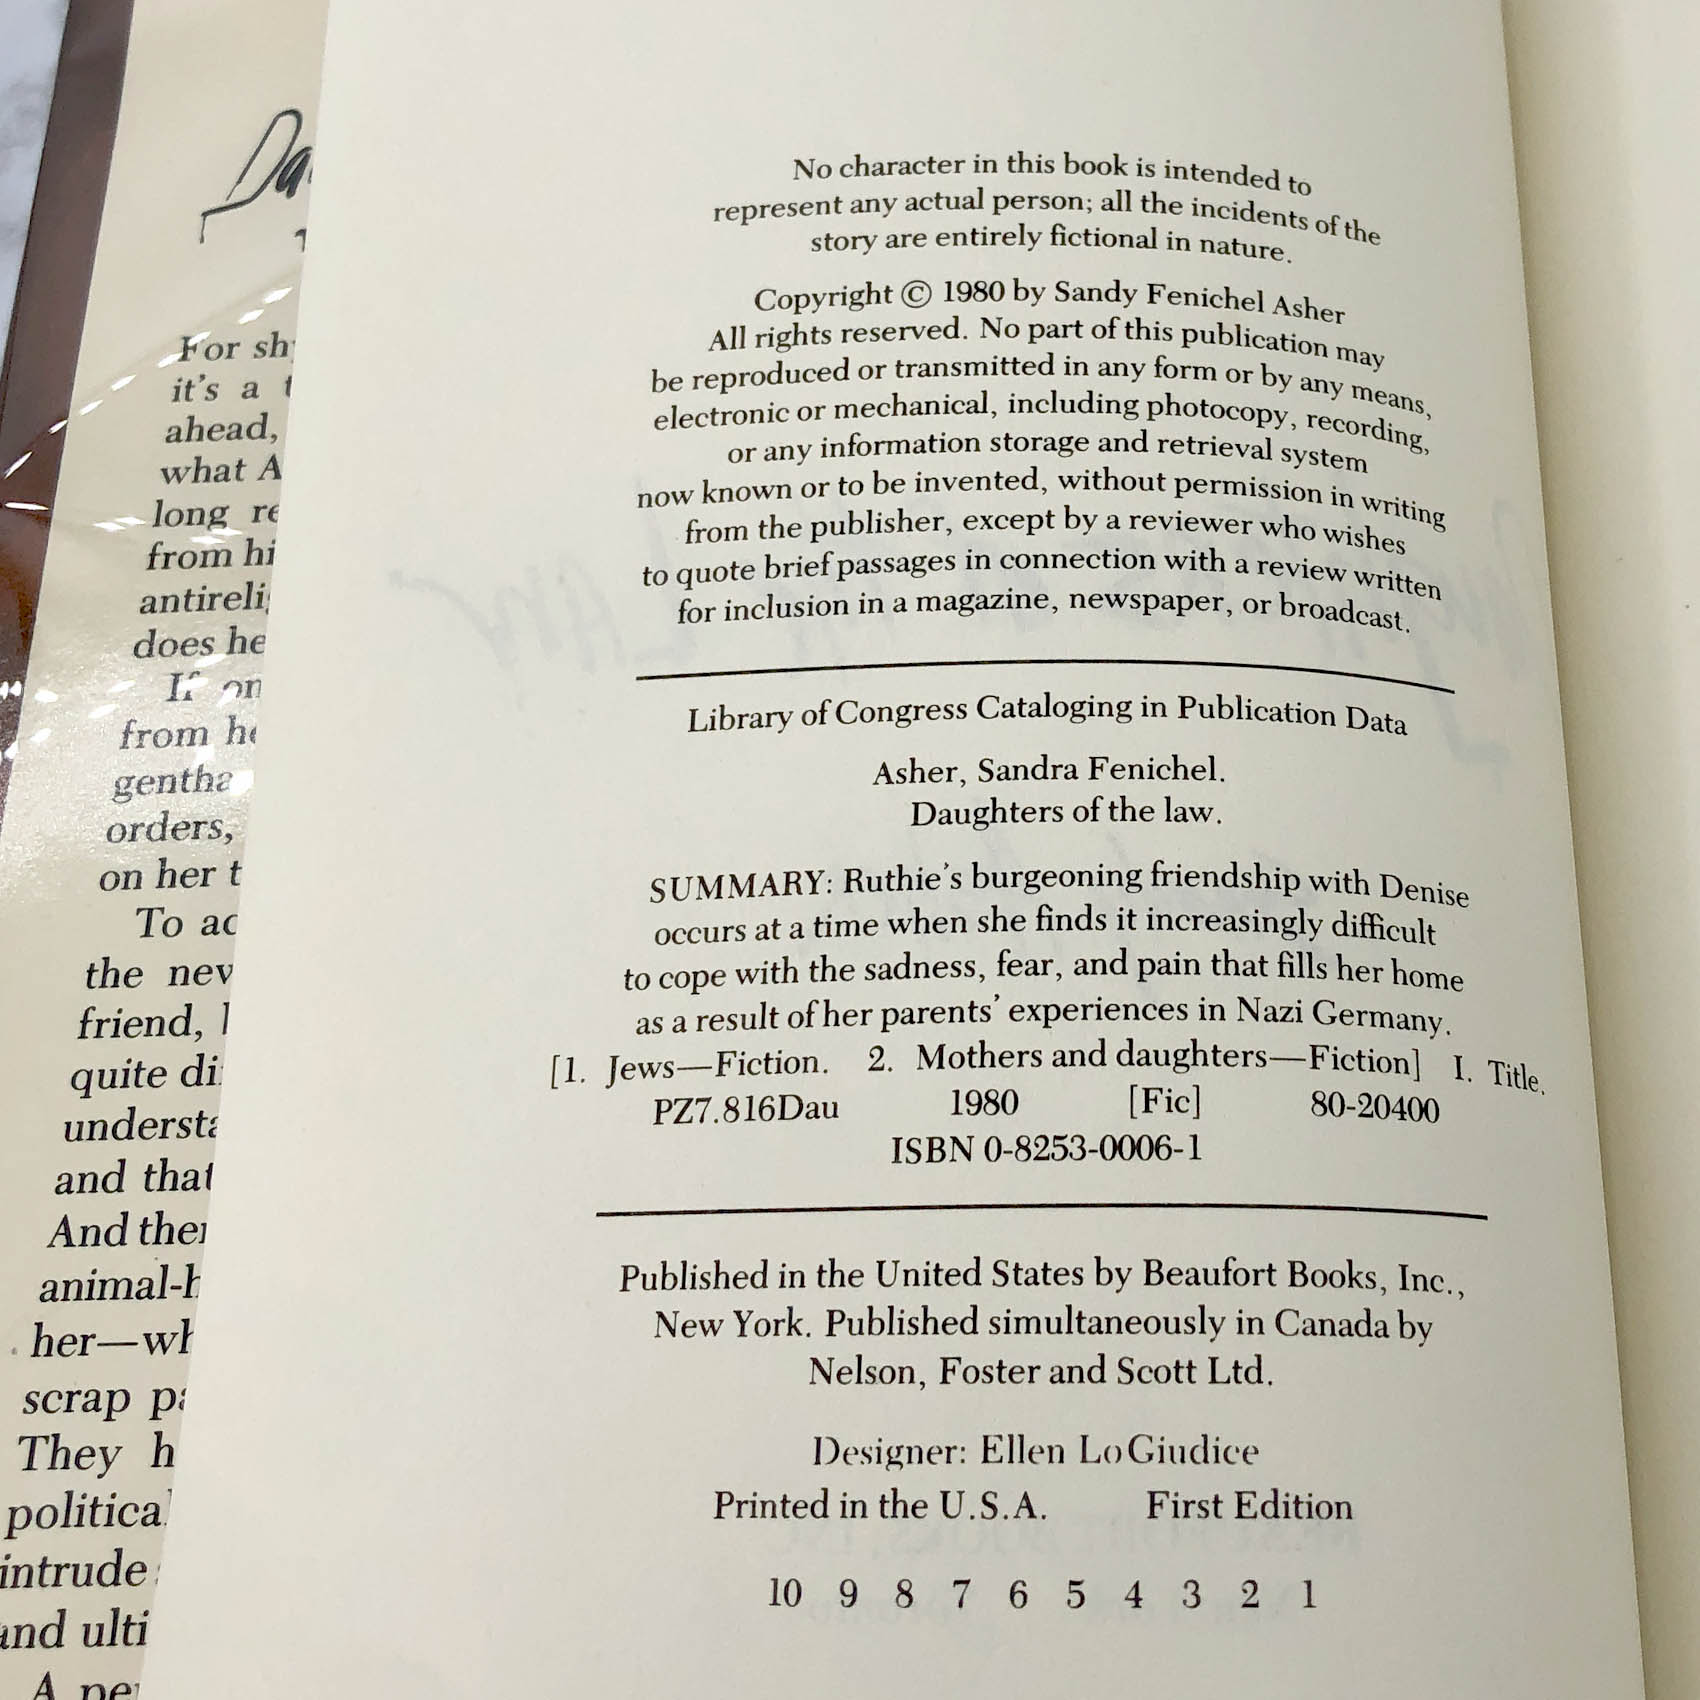 Da
For sh
it's a t
ahead,
what A
long re
from hi
antireli
does he
If on
from he
gentha
orders,
on her t
To ac
the new
friend,
quite di
understa
and that
And then
animal-h
her—wh
scrap pa
They h
political
intrude
and ulti
A per
No character in this book is intended to
represent any actual person; all the incidents of the
story are entirely fictional in nature.
Copyright © 1980 by Sandy Fenichel Asher
All rights reserved. No part of this publication may
be reproduced or transmitted in any form or by any means,
electronic or mechanical, including photocopy, recording,
or any information storage and retrieval system
now known or to be invented, without permission in writing
from the publisher, except by a reviewer who wishes
to quote brief passages in connection with a review written
for inclusion in a magazine, newspaper, or broadcast.
Library of Congress Cataloging in Publication Data
Asher, Sandra Fenichel.
Daughters of the law.
SUMMARY: Ruthie's burgeoning friendship with Denise
occurs at a time when she finds it increasingly difficult
to cope with the sadness, fear, and pain that fills her home
as a result of her parents' experiences in Nazi Germany.
[1. Jews—Fiction. 2. Mothers and daughters—Fiction] I. Title.
PZ7.816Dau 1980 [Fic] 80-20400
ISBN 0-8253-0006-1
Published in the United States by Beaufort Books, Inc.,
New York. Published simultaneously in Canada by
Nelson, Foster and Scott Ltd.
Designer: Ellen LoGiudice
Printed in the U.S.A. First Edition
10 9 8 7 6 5 4 3 2 1